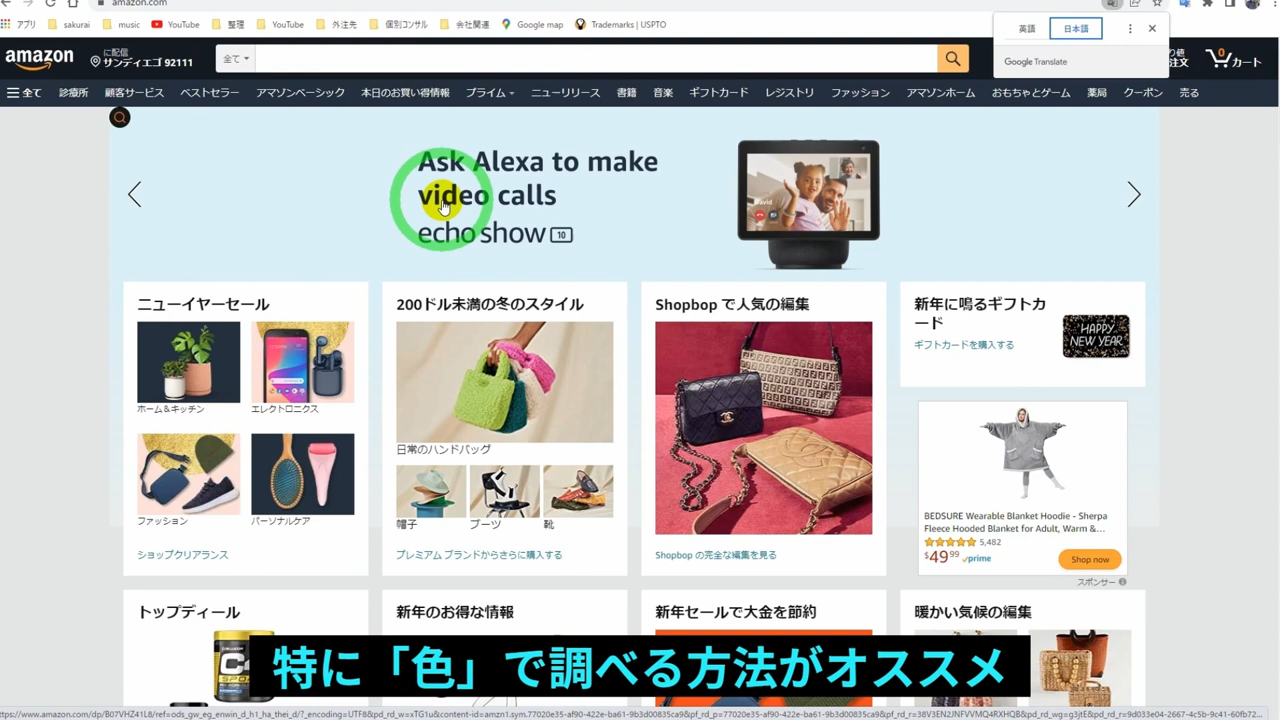 amazon.com
アプリ sakurai music YouTube 整理 YouTube 外注先 個別コンサル 会社関連 Google map Trademarks | USPTO
英語 日本語
Google Translate
amazon に配信
サンディエゴ 92111
全て
注文
0
カート
全て 診療所 顧客サービス ベストセラー アマゾンベーシック 本日のお買い得情報 プライム ニューリリース 書籍 音楽 ギフトカード レジストリ ファッション アマゾンホーム おもちゃとゲーム 薬局 クーポン 売る
Ask Alexa to make
video calls
echo show 10
David
ニューイヤーセール
ホーム&キッチン エレクトロニクス
ファッション パーソナルケア
ショップクリアランス
200ドル未満の冬のスタイル
日常のハンドバッグ
帽子 ブーツ 靴
プレミアム ブランドからさらに購入する
Shopbop で人気の編集
Shopbop の完全な編集を見る
新年に鳴るギフトカ
ード
ギフトカードを購入する
HAPPY
NEW YEAR
BEDSURE Wearable Blanket Hoodie - Sherpa
Fleece Hooded Blanket for Adult, Warm &...
5,482
$49.99 prime
Shop now
スポンサー
トップディール
新年のお得な情報
新年セールで大金を節約
暖かい気候の編集
C4
特に「色」で調べる方法がオススメ